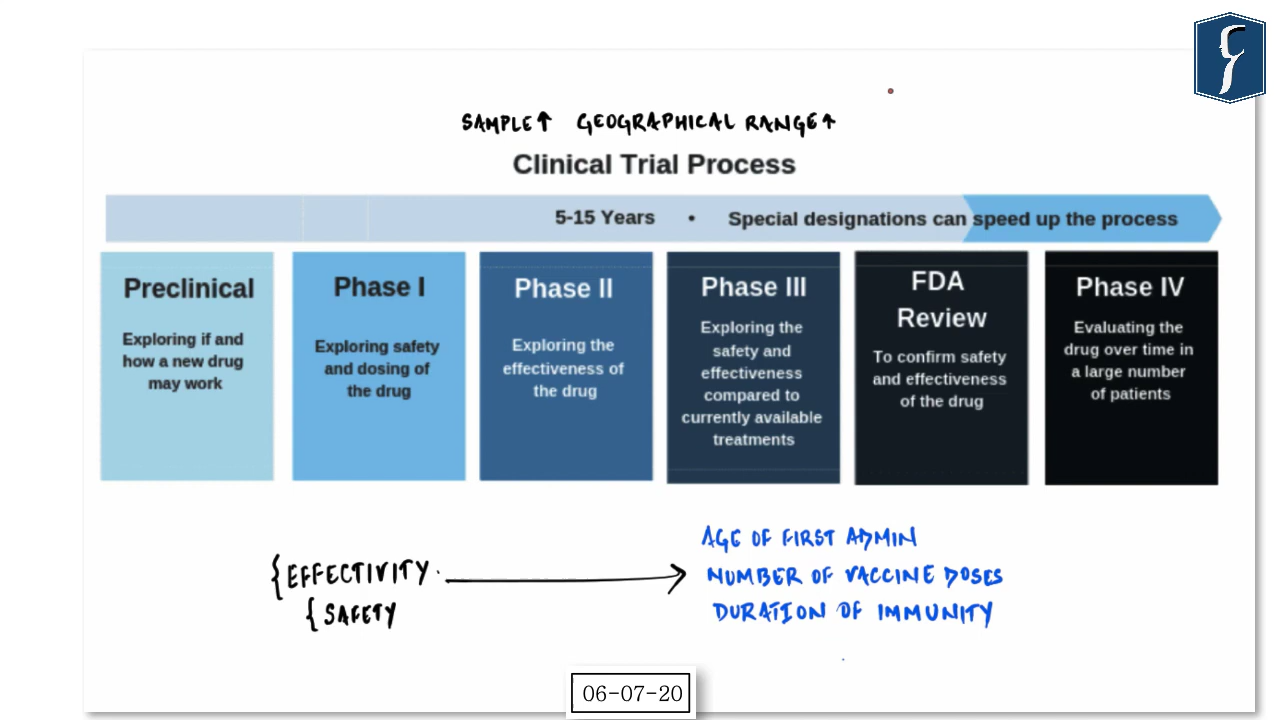 SAMPLE↑ GEOGRAPHICAL RANGE↑
Clinical Trial Process
5-15 Years • Special designations can speed up the process
Preclinical
Exploring if and
how a new drug
may work
Phase I
Exploring safety
and dosing of
the drug
Phase II
Exploring the
effectiveness of
the drug
Phase III
Exploring the
safety and
effectiveness
compared to
currently available
treatments
FDA
Review
To confirm safety
and effectiveness
of the drug
Phase IV
Evaluating the
drug over time in
a large number
of patients
{EFFECTIVITY
{SAFETY
AGE OF FIRST ADMIN
NUMBER OF VACCINE DOSES
DURATION OF IMMUNITY
06-07-20